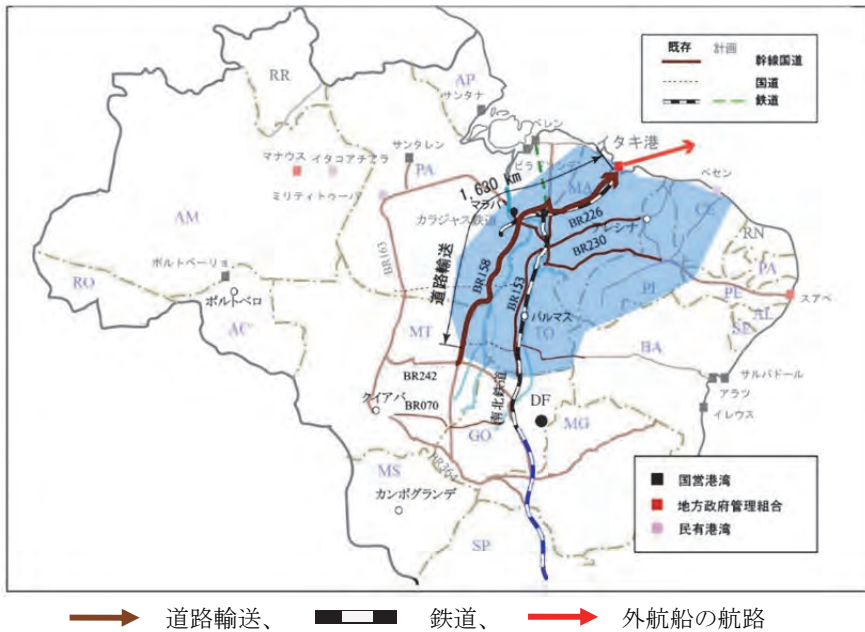 既存 計画
幹線国道
国道
鉄道
RR
AP
サンタナ
ベレン
イタキ港
サンタレン
マナウス イタコアチアラ
PA
ミリティトゥーバ
1 630 km
マラバ
カラジャス鉄道
MA
ペセン
CE
BR226
テレシナ
BR230
AM
BR163
道路輸送
BR158
BR153
RN
PA
PE
PI
AL
SE
スアペ
ポルトベーリョ
RO
ポルトベロ
AC
MT
パルマス
TO
BA
BR242
サルバドール
アラツ
イレウス
クイアバ
BR070
南北鉄道
DF
GO
MG
MS
BR364
カンポグランデ
SP
国営港湾
地方政府管理組合
民有港湾
道路輸送、 鉄道、 外航船の航路